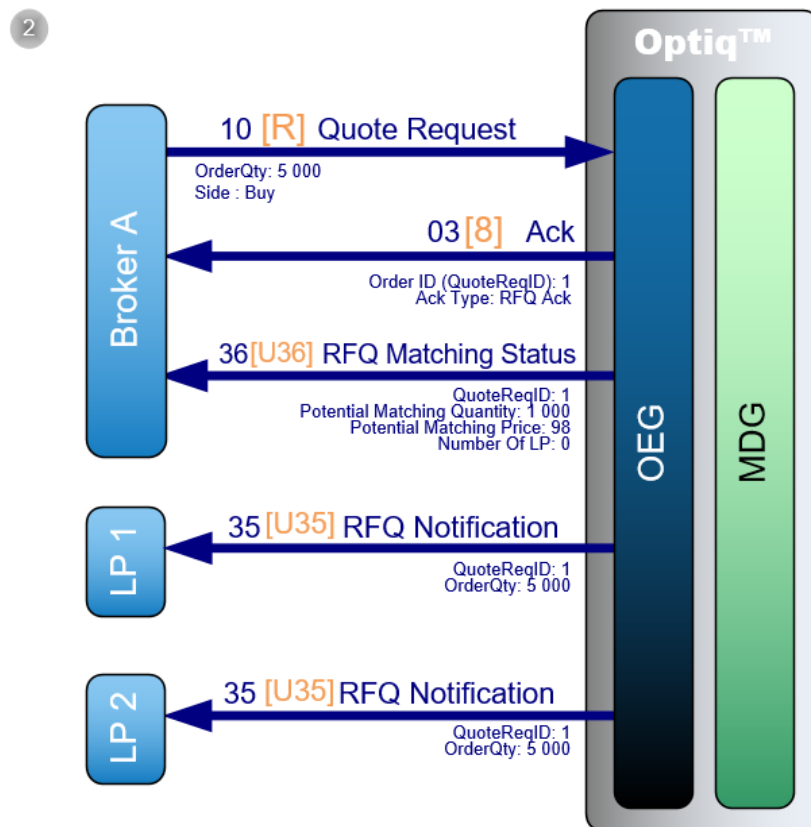 2
Optiq™
10 [R] Quote Request
OrderQty: 5 000
Side : Buy
Broker A
03 [8] Ack
Order ID (QuoteReqID): 1
Ack Type: RFQ Ack
36 [U36] RFQ Matching Status
QuoteReqID: 1
Potential Matching Quantity: 1 000
Potential Matching Price: 98
Number Of LP: 0
OEG
MDG
LP 1
35 [U35] RFQ Notification
QuoteReqID: 1
OrderQty: 5 000
LP 2
35 [U35] RFQ Notification
QuoteReqID: 1
OrderQty: 5 000